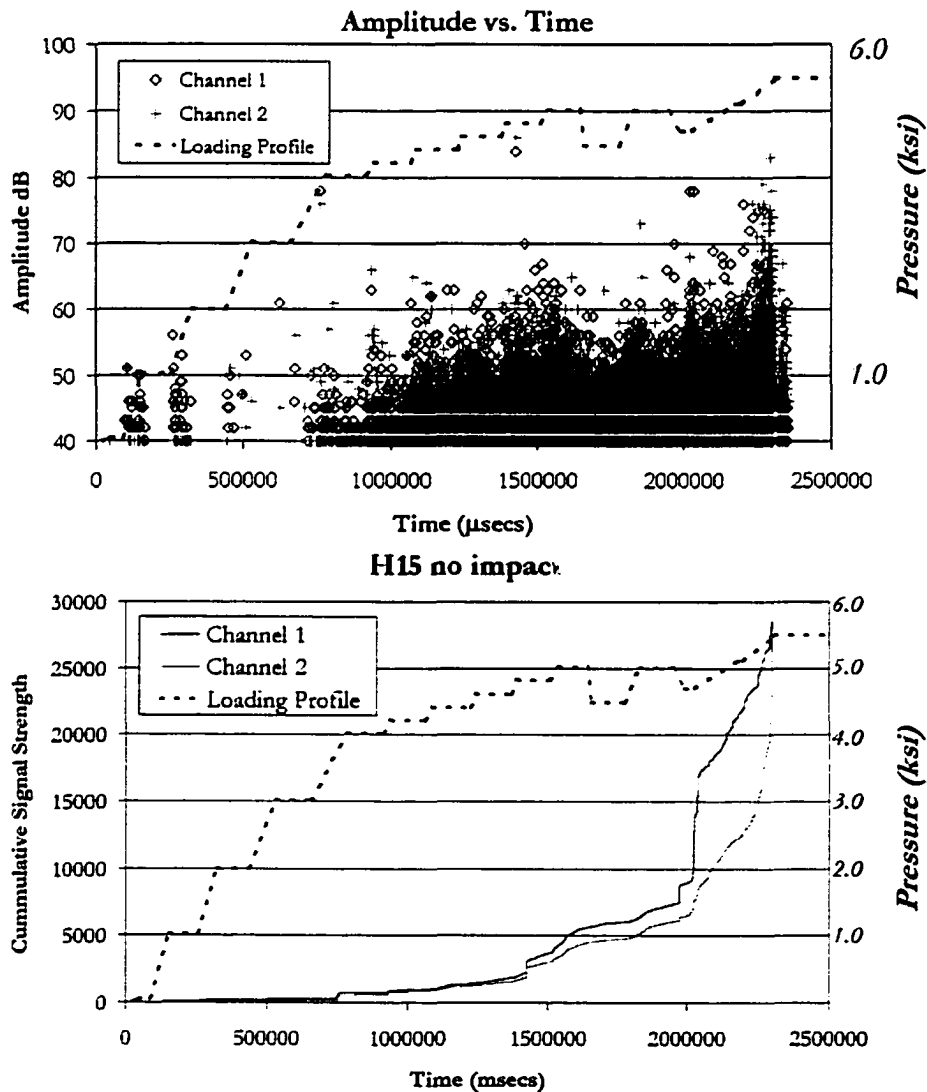 Amplitude vs. Time
100
90
80
70
60
50
40
Amplitude dB
Channel 1
Channel 2
Loading Profile
6.0
1.0
Pressure (ksi)
0
500000
1000000
1500000
2000000
2500000
Time (μsecs)
H15 no impact
30000
25000
20000
15000
10000
5000
0
Cummulative Signal Strength
Channel 1
Channel 2
Loading Profile
6.0
5.0
4.0
3.0
2.0
1.0
Pressure (ksi)
0
500000
1000000
1500000
2000000
2500000
Time (msecs)